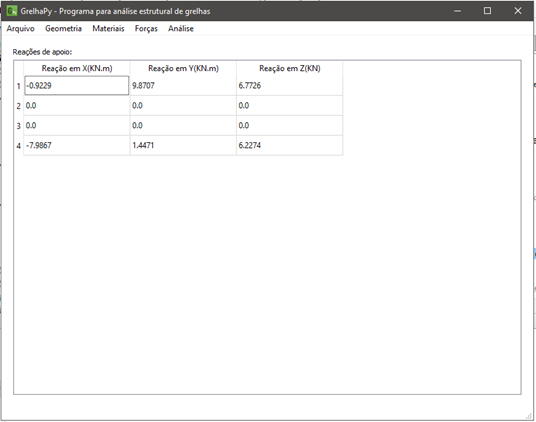 GrelhaPy - Programa para análise estrutural de grelhas
Arquivo Geometria Materiais Forças Análise
Reações de apoio:
Reação em X(KN.m) Reação em Y(KN.m) Reação em Z(KN)
1 -0.9229 9.8707 6.7726
2 0.0 0.0 0.0
3 0.0 0.0 0.0
4 -7.9867 1.4471 6.2274